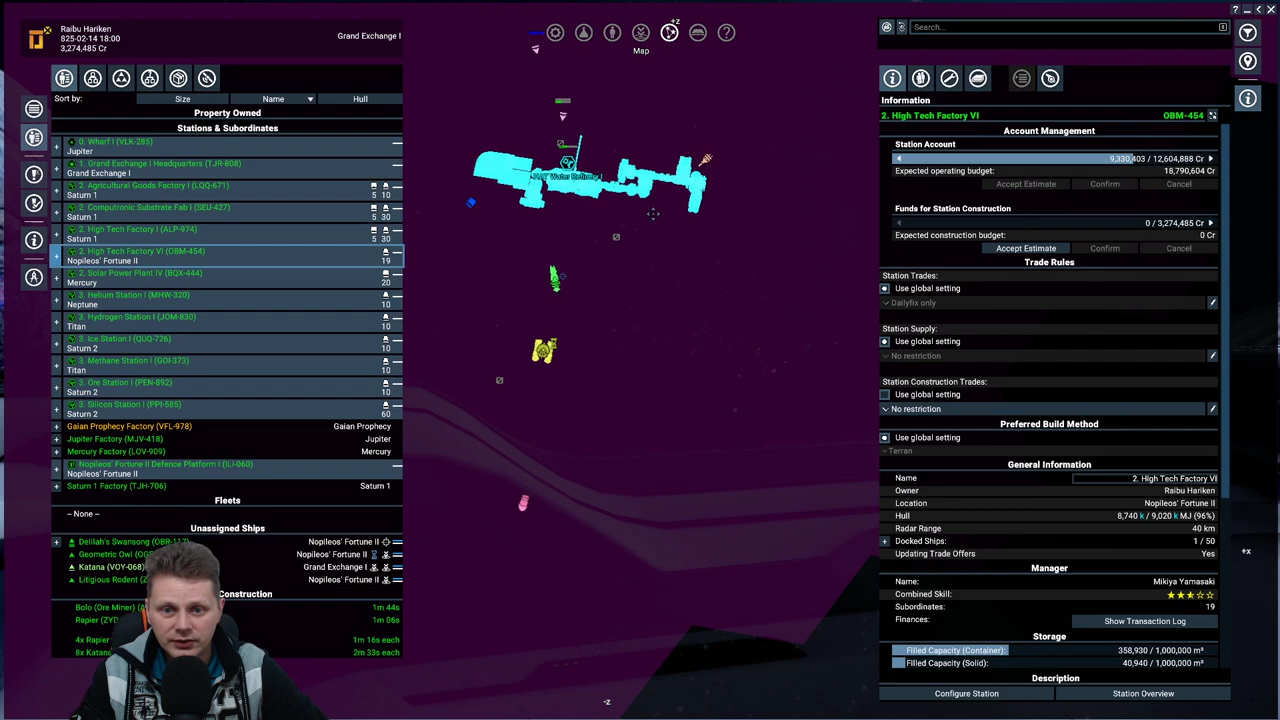 Raibu Hariken
825-02-14 18:00
3,274,485 Cr
Grand Exchange I
Map
+z
Search...
Sort by:
Size
Name
Hull
Property Owned
Stations & Subordinates
0. Wharf I (VLK-285)
Jupiter
1. Grand Exchange I Headquarters (TJR-808)
Grand Exchange I
2. Agricultural Goods Factory I (LQQ-671)
Saturn 1
5 10
2. Computronic Substrate Fab I (SEU-427)
Saturn 1
5 30
2. High Tech Factory I (ALP-974)
Saturn 1
5 30
2. High Tech Factory VI (OBM-454)
Nopileos' Fortune II
19
2. Solar Power Plant IV (BQX-444)
Mercury
20
3. Helium Station I (MHW-320)
Neptune
10
3. Hydrogen Station I (JOM-830)
Titan
10
3. Ice Station I (QUQ-726)
Saturn 2
10
3. Methane Station I (GOI-373)
Titan
10
3. Ore Station I (PEN-892)
Saturn 2
10
3. Silicon Station I (PPI-585)
Saturn 2
60
Gaian Prophecy Factory (VFL-978)
Gaian Prophecy
Jupiter Factory (MJV-418)
Jupiter
Mercury Factory (LOV-909)
Mercury
Nopileos' Fortune II Defence Platform I (ILI-060)
Nopileos' Fortune II
Saturn 1 Factory (TJH-706)
Saturn 1
Fleets
-- None --
Unassigned Ships
Delilah's Swansong (OBR-117)
Nopileos' Fortune II
Geometric Owl
Nopileos' Fortune II
Katana (VOY-068)
Grand Exchange I
Litigious Rodent
Nopileos' Fortune II
Construction
Bolo (Ore Miner)
1m 44s
Rapier (ZYD
1m 06s
4x Rapier
1m 16s each
8x Kat
2m 33s each
Water Refinery I
+x
-z
Information
2. High Tech Factory VI
OBM-454
Account Management
Station Account
9,330,403 / 12,604,888 Cr
Expected operating budget:
18,790,604 Cr
Accept Estimate
Confirm
Cancel
Funds for Station Construction
0 / 3,274,485 Cr
Expected construction budget:
0 Cr
Accept Estimate
Confirm
Cancel
Trade Rules
Station Trades:
Use global setting
Dailyfix only
Station Supply:
Use global setting
No restriction
Station Construction Trades:
Use global setting
No restriction
Preferred Build Method
Use global setting
Terran
General Information
Name
2. High Tech Factory VI
Owner
Raibu Hariken
Location
Nopileos' Fortune II
Hull
8,740 k / 9,020 k MJ (96%)
Radar Range
40 km
Docked Ships:
1 / 50
Updating Trade Offers
Yes
Manager
Name:
Mikiya Yamasaki
Combined Skill:
Subordinates:
19
Finances:
Show Transaction Log
Storage
Filled Capacity (Container):
358,930 / 1,000,000 m³
Filled Capacity (Solid):
40,940 / 1,000,000 m³
Description
Configure Station
Station Overview